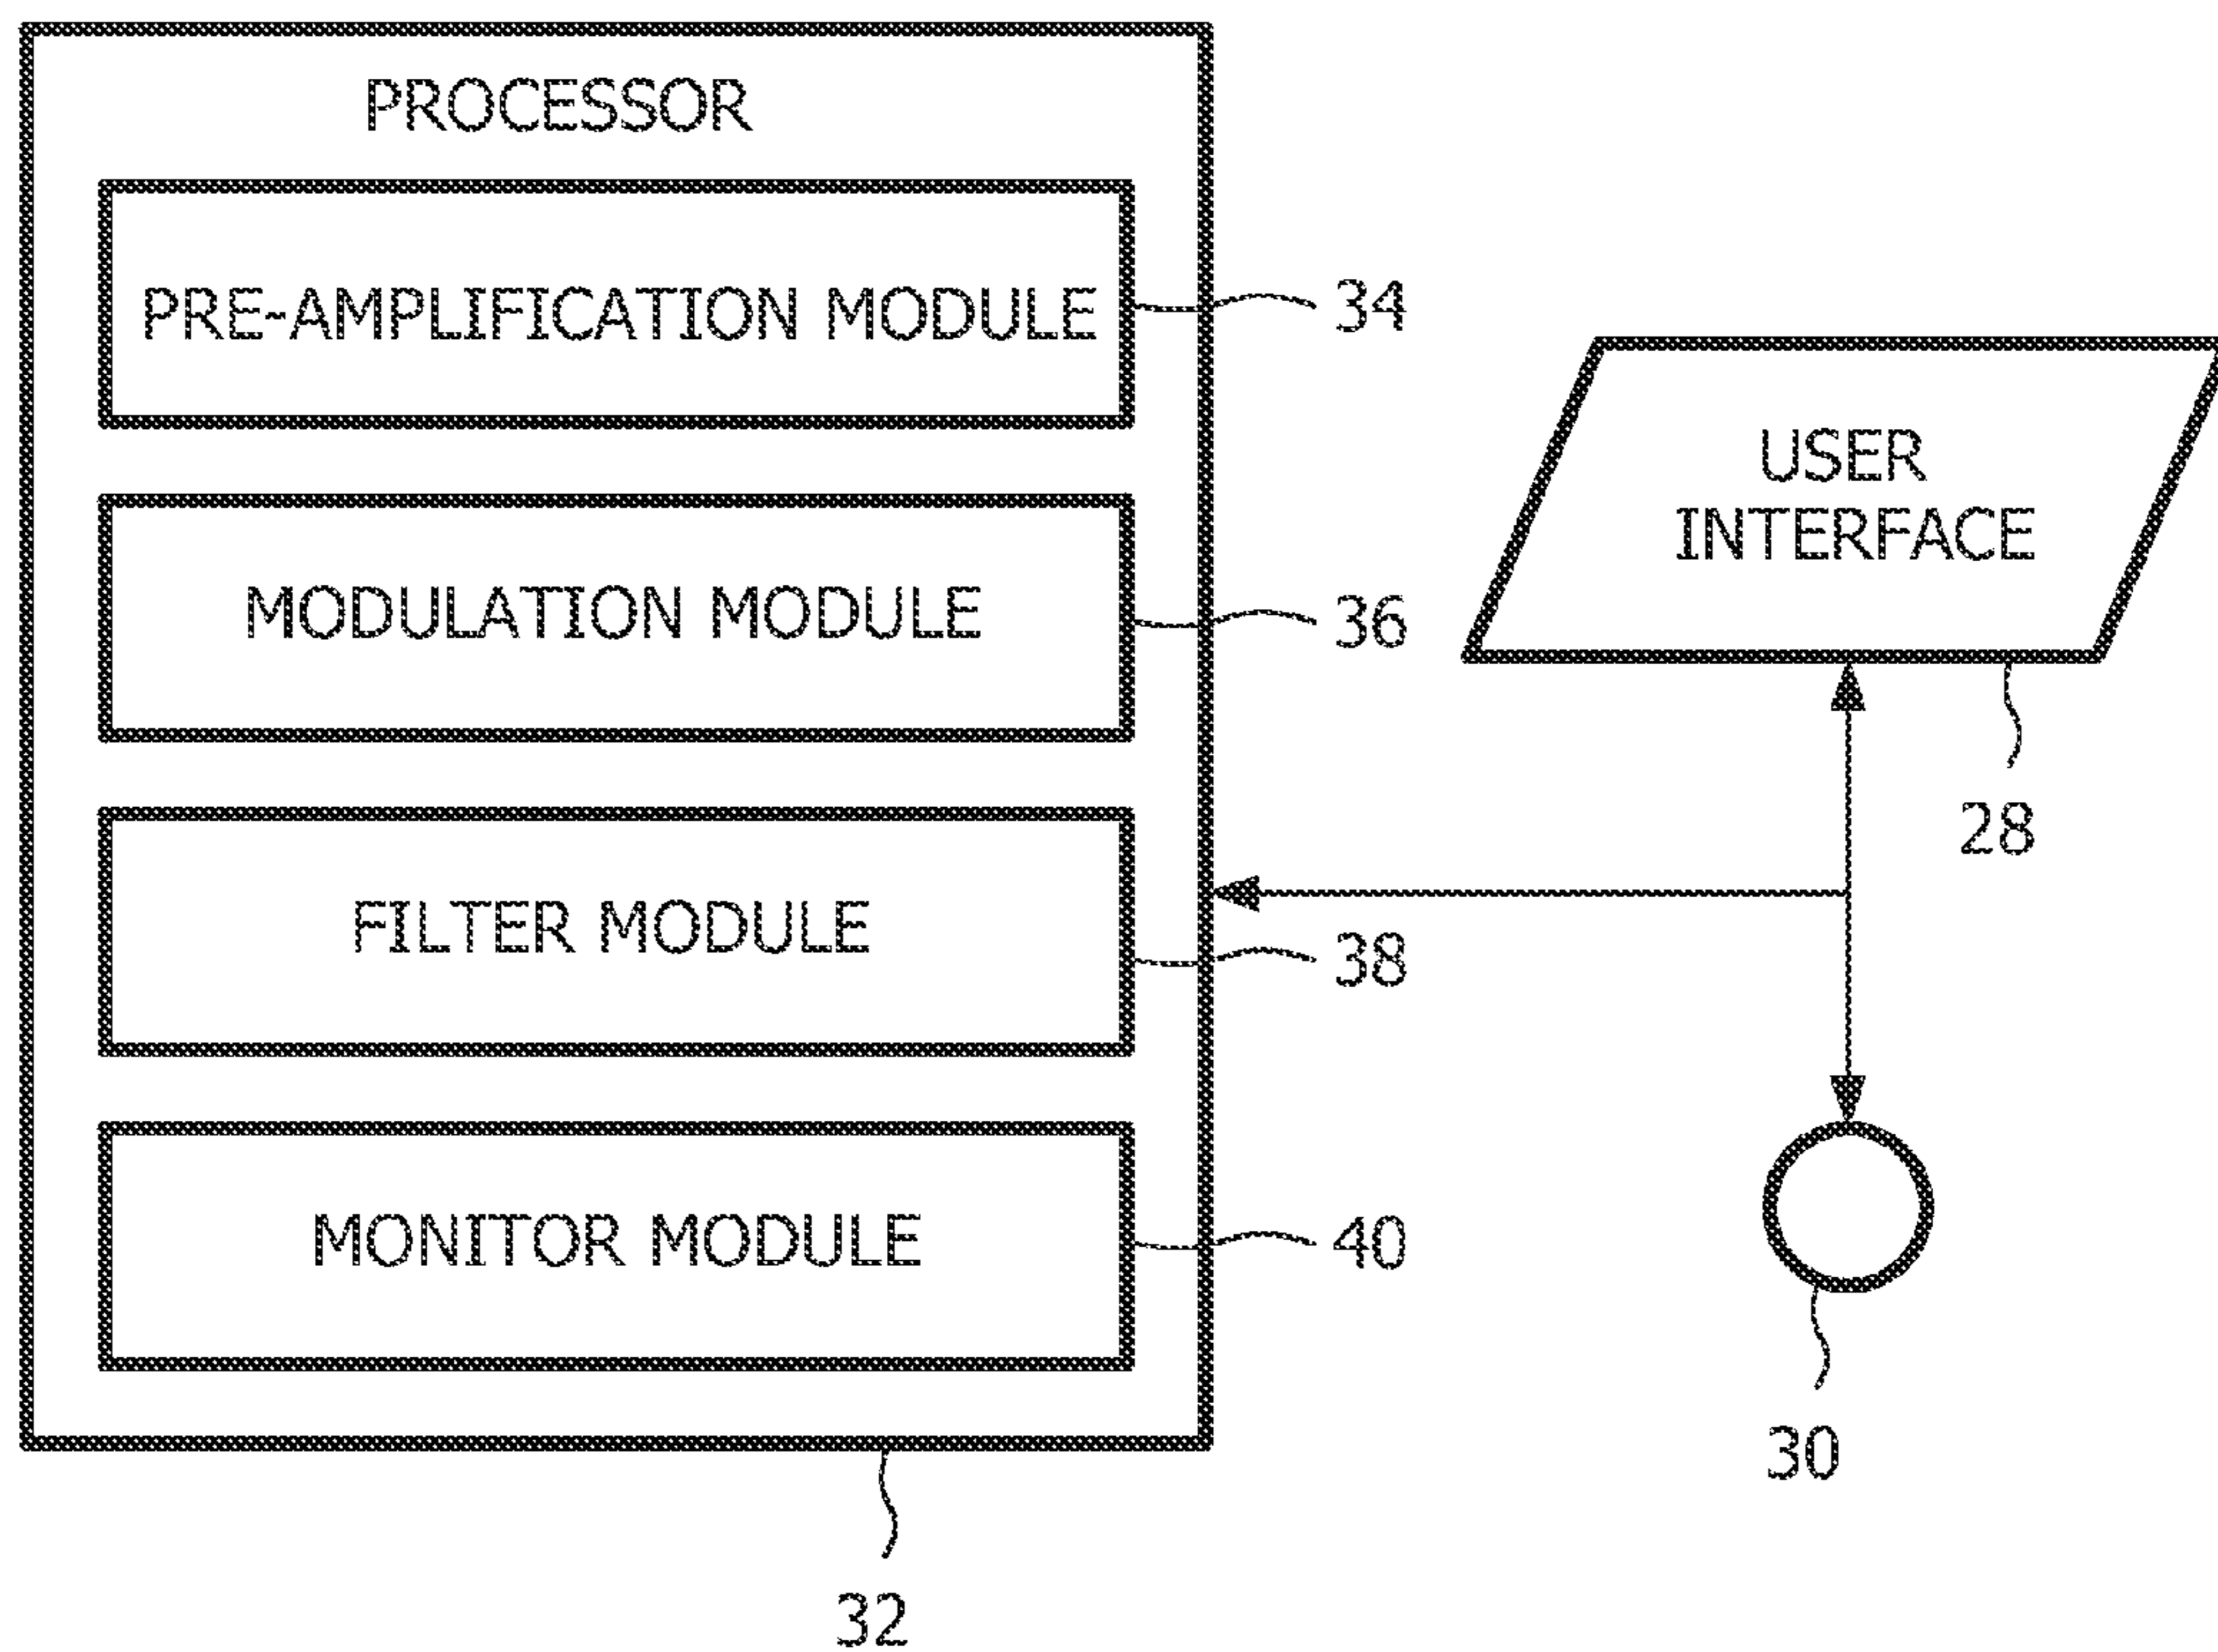 PROCESSOR
PRE-AMPLIFICATION MODULE
34
MODULATION MODULE
36
FILTER MODULE
38
MONITOR MODULE
40
32
USER
INTERFACE
28
30